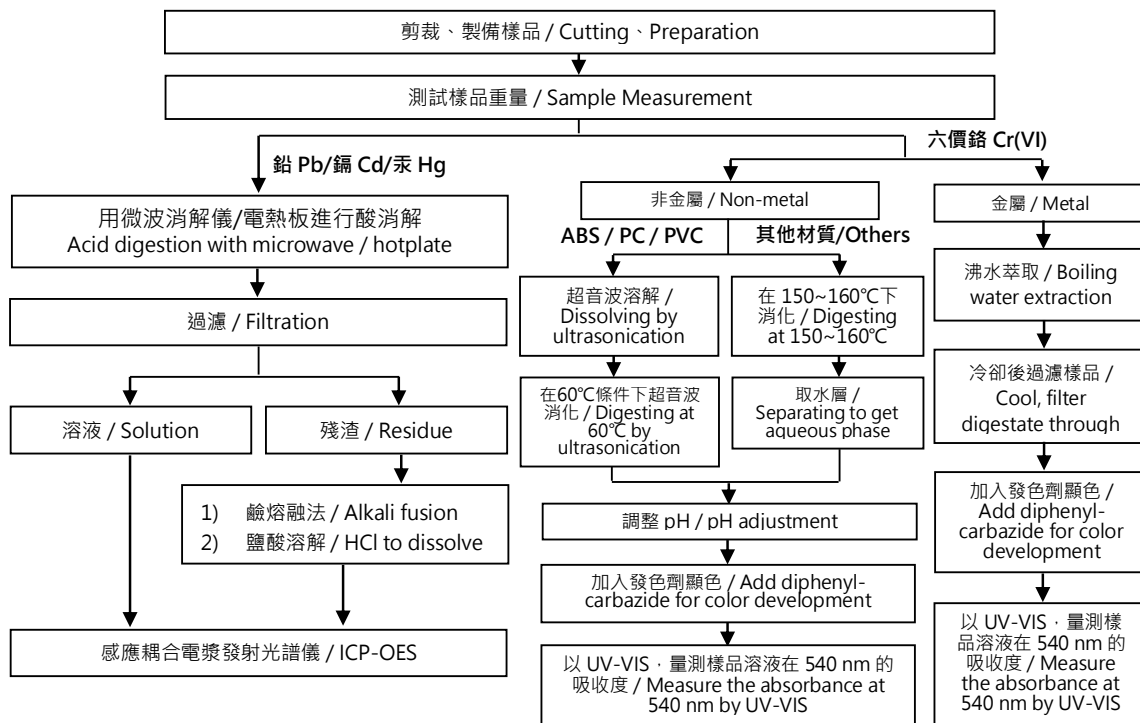 剪裁、製備樣品 / Cutting、Preparation
測試樣品重量 / Sample Measurement
鉛 Pb/鎘 Cd/汞 Hg
用微波消解儀/電熱板進行酸消解
Acid digestion with microwave / hotplate
過濾 / Filtration
溶液 / Solution
殘渣 / Residue
1) 鹼熔融法 / Alkali fusion
2) 鹽酸溶解 / HCl to dissolve
感應耦合電漿發射光譜儀 / ICP-OES
六價鉻 Cr(VI)
非金屬 / Non-metal
ABS / PC / PVC
超音波溶解 /
Dissolving by
ultrasonication
在60℃條件下超音波
消化 / Digesting at
60℃ by
ultrasonication
其他材質/Others
在 150~160℃下
消化 / Digesting
at 150~160℃
取水層 /
Separating to get
aqueous phase
調整 pH / pH adjustment
加入發色劑顯色 / Add diphenyl-
carbazide for color development
以 UV-VIS，量測樣品溶液在 540 nm 的
吸收度 / Measure the absorbance at
540 nm by UV-VIS
金屬 / Metal
沸水萃取 / Boiling
water extraction
冷卻後過濾樣品 /
Cool, filter
digestate through
加入發色劑顯色 /
Add diphenyl-
carbazide for color
development
以 UV-VIS，量測樣
品溶液在 540 nm 的
吸收度 / Measure
the absorbance at
540 nm by UV-VIS